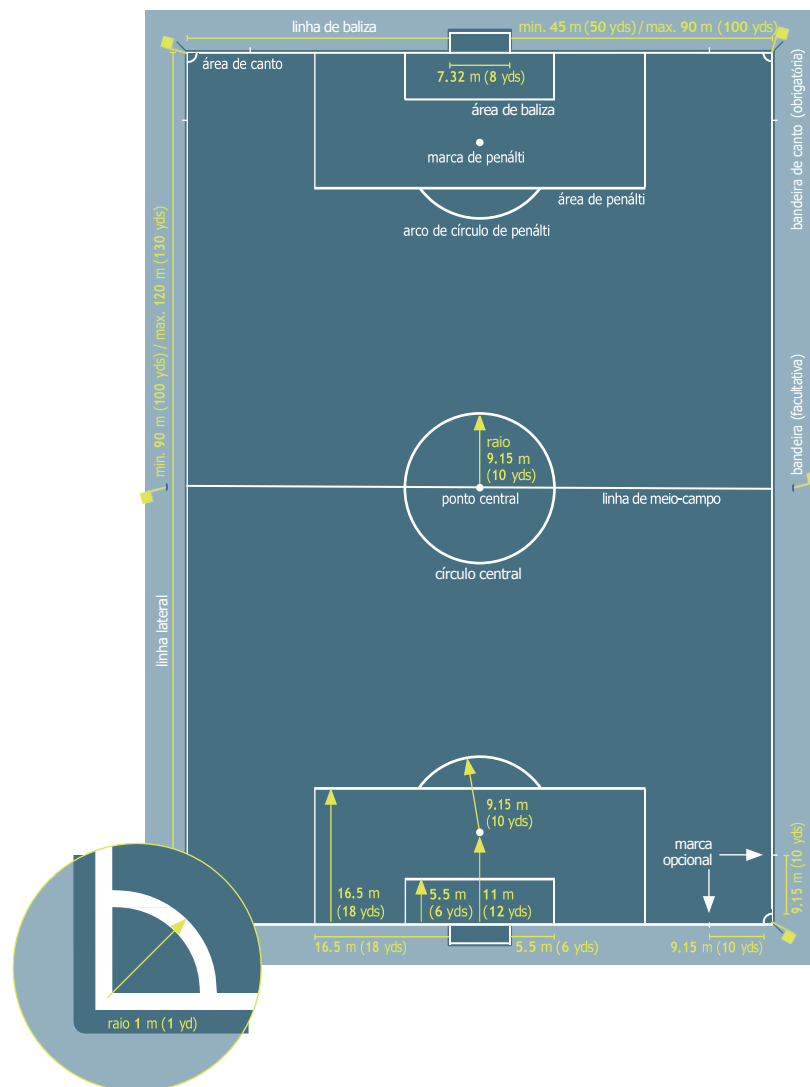 linha de baliza
min. 45 m (50 yds) / max. 90 m (100 yds)
área de canto
7.32 m (8 yds)
área de baliza
marca de penálti
área de penálti
arco de círculo de penálti
bandeira de canto (obrigatória)
min. 90 m (100 yds) / max. 120 m (130 yds)
raio
9.15 m
(10 yds)
ponto central
linha de meio-campo
bandeira (facultativa)
círculo central
linha lateral
9.15 m
(10 yds)
marca
opcional
16.5 m
(18 yds)
5.5 m
(6 yds)
11 m
(12 yds)
9.15 m (10 yds)
16.5 m (18 yds)
5.5 m (6 yds)
9.15 m (10 yds)
raio 1 m (1 yd)